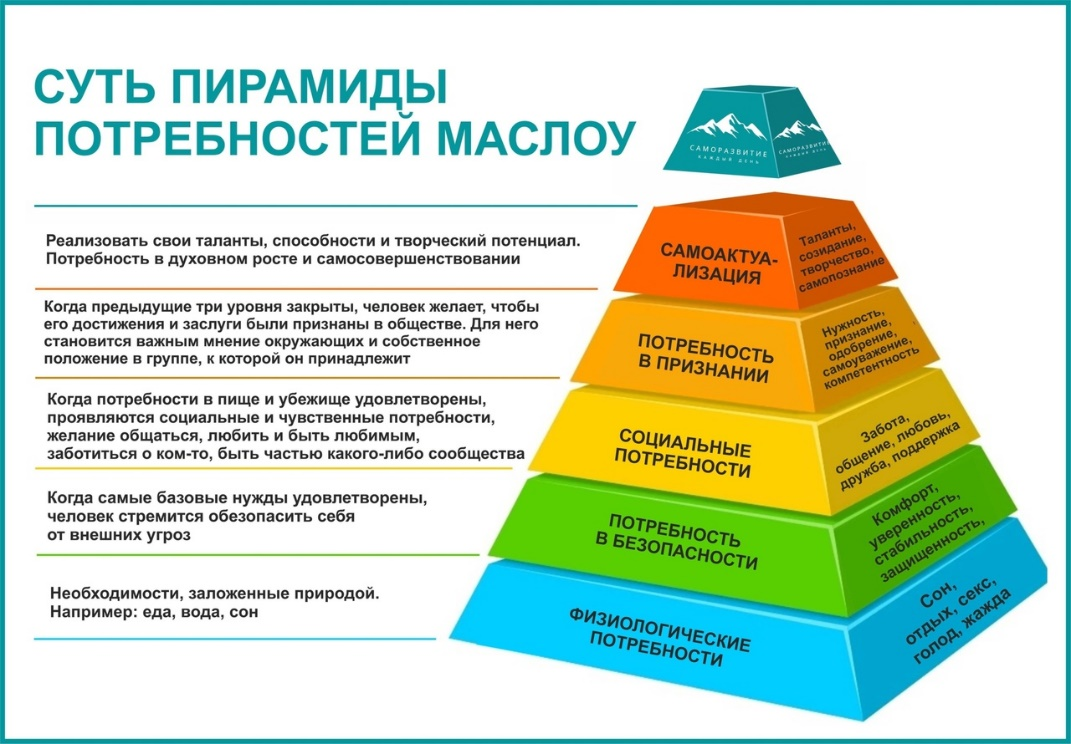 СУТЬ ПИРАМИДЫ
ПОТРЕБНОСТЕЙ МАСЛОУ
САМОРАЗВИТИЕ
КАЖДЫЙ ДЕНЬ
САМОРАЗВИТИЕ
КАЖДЫЙ ДЕНЬ
Реализовать свои таланты, способности и творческий потенциал.
Потребность в духовном росте и самосовершенствовании
САМОАКТУА-
ЛИЗАЦИЯ
Таланты,
созидание,
творчество,
самопознание
Когда предыдущие три уровня закрыты, человек желает, чтобы
его достижения и заслуги были признаны в обществе. Для него
становится важным мнение окружающих и собственное
положение в группе, к которой он принадлежит
ПОТРЕБНОСТЬ
В ПРИЗНАНИИ
Нужность,
признание,
одобрение,
самоуважение,
компетентность
Когда потребности в пище и убежище удовлетворены,
проявляются социальные и чувственные потребности,
желание общаться, любить и быть любимым,
заботиться о ком-то, быть частью какого-либо сообщества
СОЦИАЛЬНЫЕ
ПОТРЕБНОСТИ
Забота,
общение, любовь,
дружба, поддержка
Когда самые базовые нужды удовлетворены,
человек стремится обезопасить себя
от внешних угроз
ПОТРЕБНОСТЬ
В БЕЗОПАСНОСТИ
Комфорт,
уверенность,
стабильность,
защищенность,
Необходимости, заложенные природой.
Например: еда, вода, сон
ФИЗИОЛОГИЧЕСКИЕ
ПОТРЕБНОСТИ
Сон,
отдых, секс,
голод, жажда